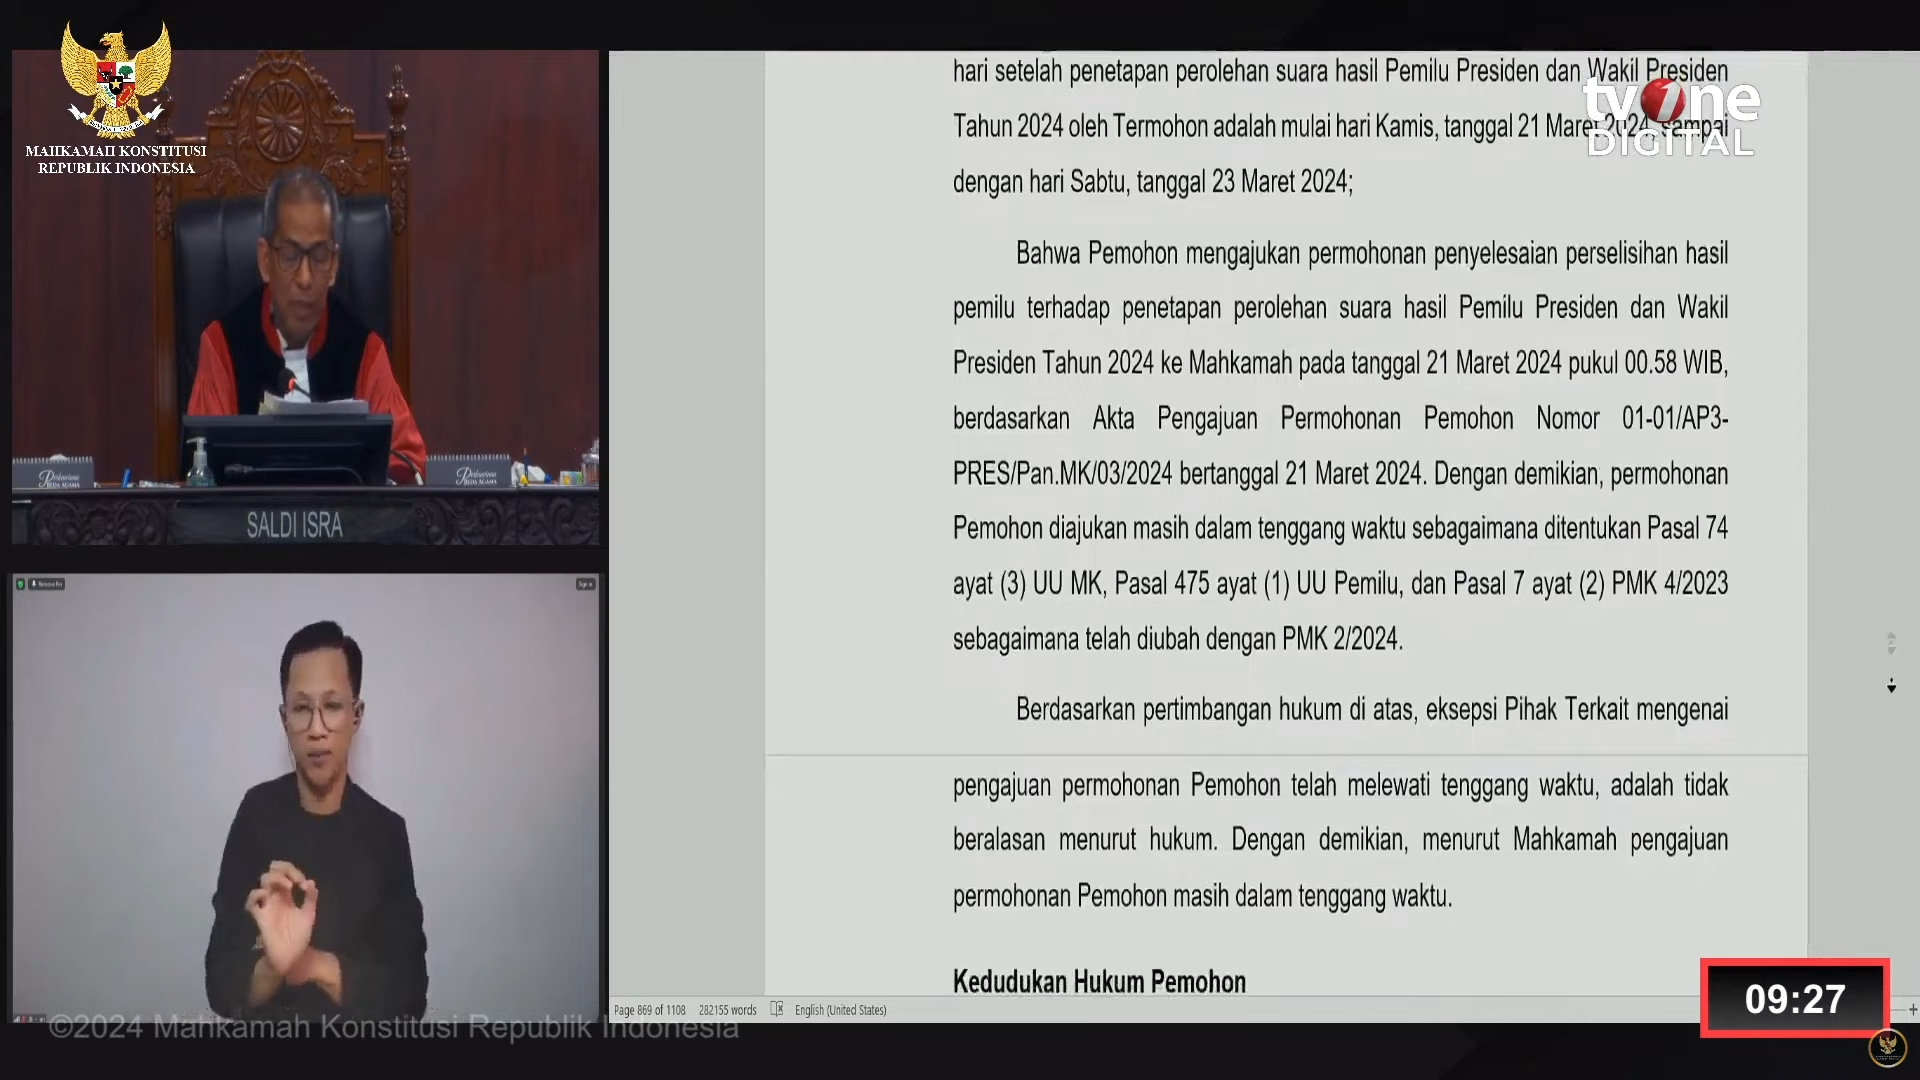 MAHKAMAH KONSTITUSI
REPUBLIK INDONESIA
SALDI ISRA
tvOne
DIGITAL
hari setelah penetapan perolehan suara hasil Pemilu Presiden dan Wakil Presiden
Tahun 2024 oleh Termohon adalah mulai hari Kamis, tanggal 21 Maret 2024, sampai
dengan hari Sabtu, tanggal 23 Maret 2024;
Bahwa Pemohon mengajukan permohonan penyelesaian perselisihan hasil
pemilu terhadap penetapan perolehan suara hasil Pemilu Presiden dan Wakil
Presiden Tahun 2024 ke Mahkamah pada tanggal 21 Maret 2024 pukul 00.58 WIB,
berdasarkan Akta Pengajuan Permohonan Pemohon Nomor 01-01/AP3-
PRES/Pan.MK/03/2024 bertanggal 21 Maret 2024. Dengan demikian, permohonan
Pemohon diajukan masih dalam tenggang waktu sebagaimana ditentukan Pasal 74
ayat (3) UU MK, Pasal 475 ayat (1) UU Pemilu, dan Pasal 7 ayat (2) PMK 4/2023
sebagaimana telah diubah dengan PMK 2/2024.
Berdasarkan pertimbangan hukum di atas, eksepsi Pihak Terkait mengenai
pengajuan permohonan Pemohon telah melewati tenggang waktu, adalah tidak
beralasan menurut hukum. Dengan demikian, menurut Mahkamah pengajuan
permohonan Pemohon masih dalam tenggang waktu.
Kedudukan Hukum Pemohon
Page 869 of 1108 282155 words English (United States)
09:27
©2024 Mahkamah Konstitusi Republik Indonesia